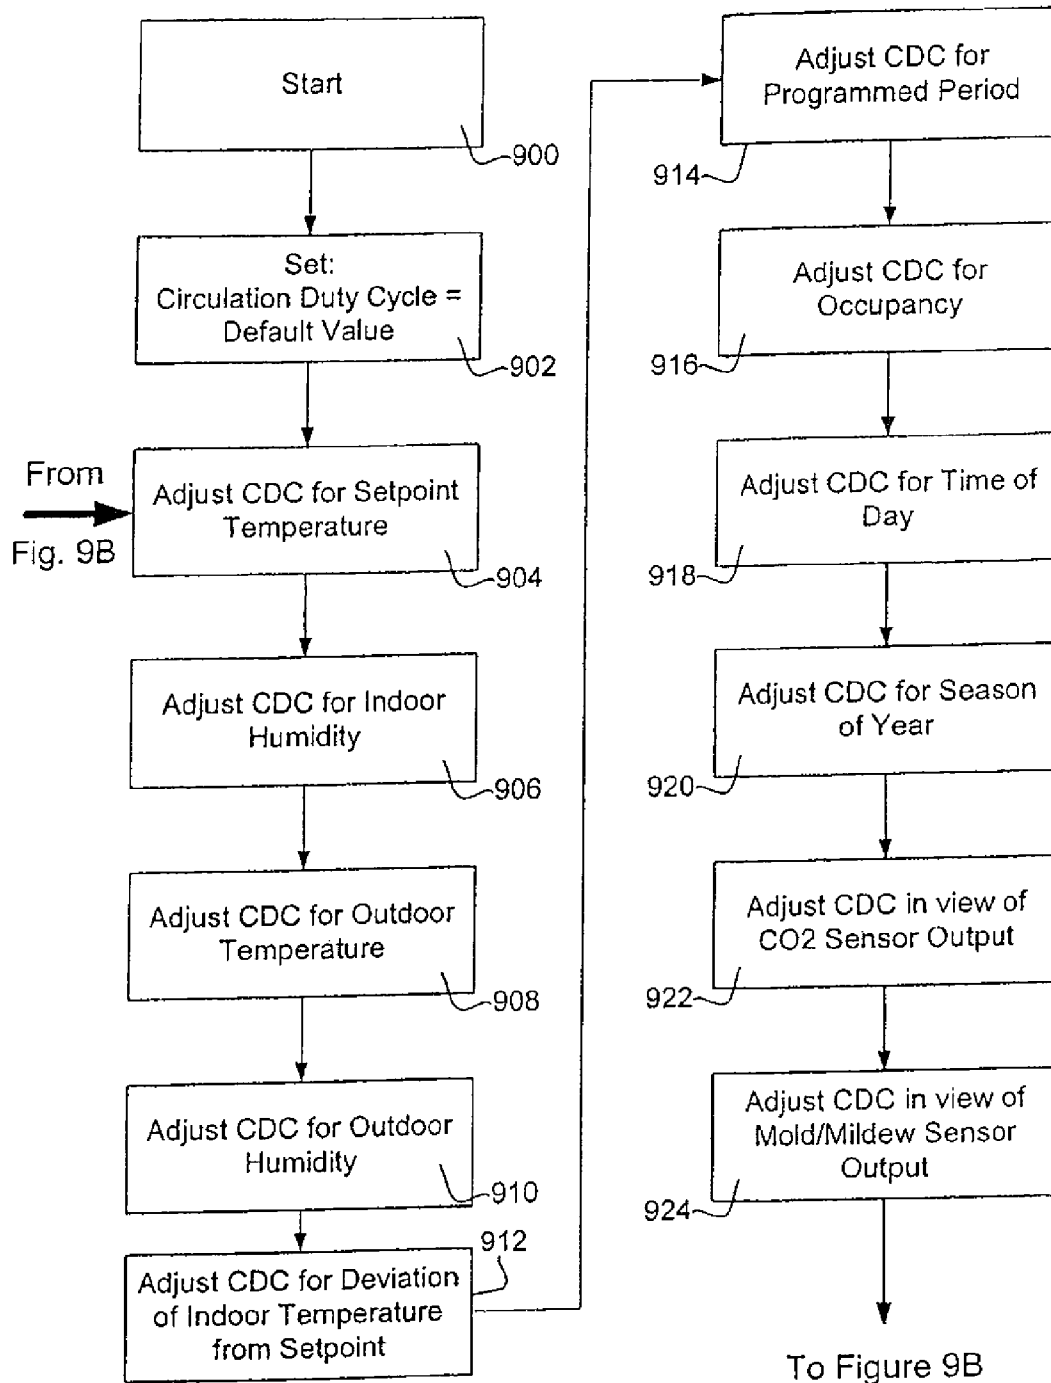 Start
900
Set:
Circulation Duty Cycle =
Default Value
902
From
Fig. 9B
Adjust CDC for Setpoint
Temperature
904
Adjust CDC for Indoor
Humidity
906
Adjust CDC for Outdoor
Temperature
908
Adjust CDC for Outdoor
Humidity
910
912
Adjust CDC for Deviation
of Indoor Temperature
from Setpoint
Adjust CDC for
Programmed Period
914
Adjust CDC for
Occupancy
916
Adjust CDC for Time of
Day
918
Adjust CDC for Season
of Year
920
Adjust CDC in view of
CO2 Sensor Output
922
Adjust CDC in view of
Mold/Mildew Sensor
Output
924
To Figure 9B